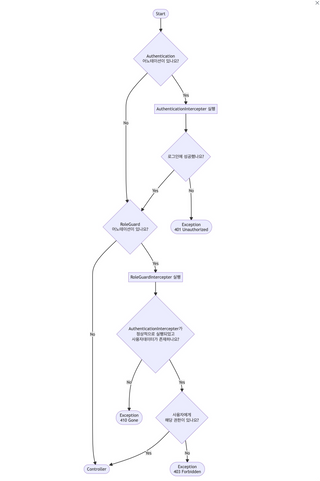 Start
Authentication
어노테이션이 있나요?
Yes
AuthenticationIntercepter 실행
No
로그인에 성공했나요?
Yes
No
RoleGuard
어노테이션이 있나요?
Exception
401 Unauthorized
Yes
RoleGuardIntercepter 실행
No
AuthenticationIntercepter가
정상적으로 실행되었고
사용자데이터가 존재하나요?
No
Yes
Exception
410 Gone
사용자에게
해당 권한이 있나요?
Yes
No
Controller
Exception
403 Forbidden